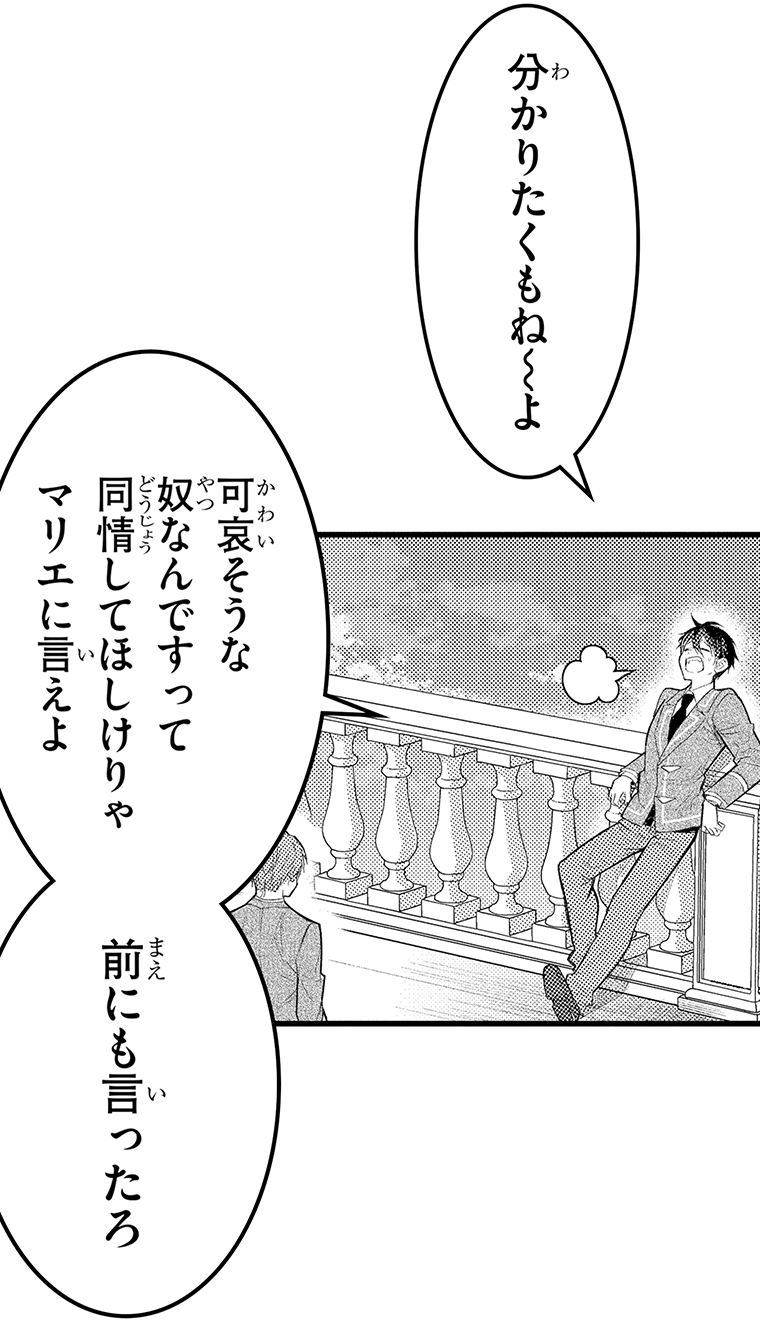 分かりたくもね～よ
可哀そうな
奴なんですって
同情してほしけりゃ
マリエに言えよ
前にも言ったろ